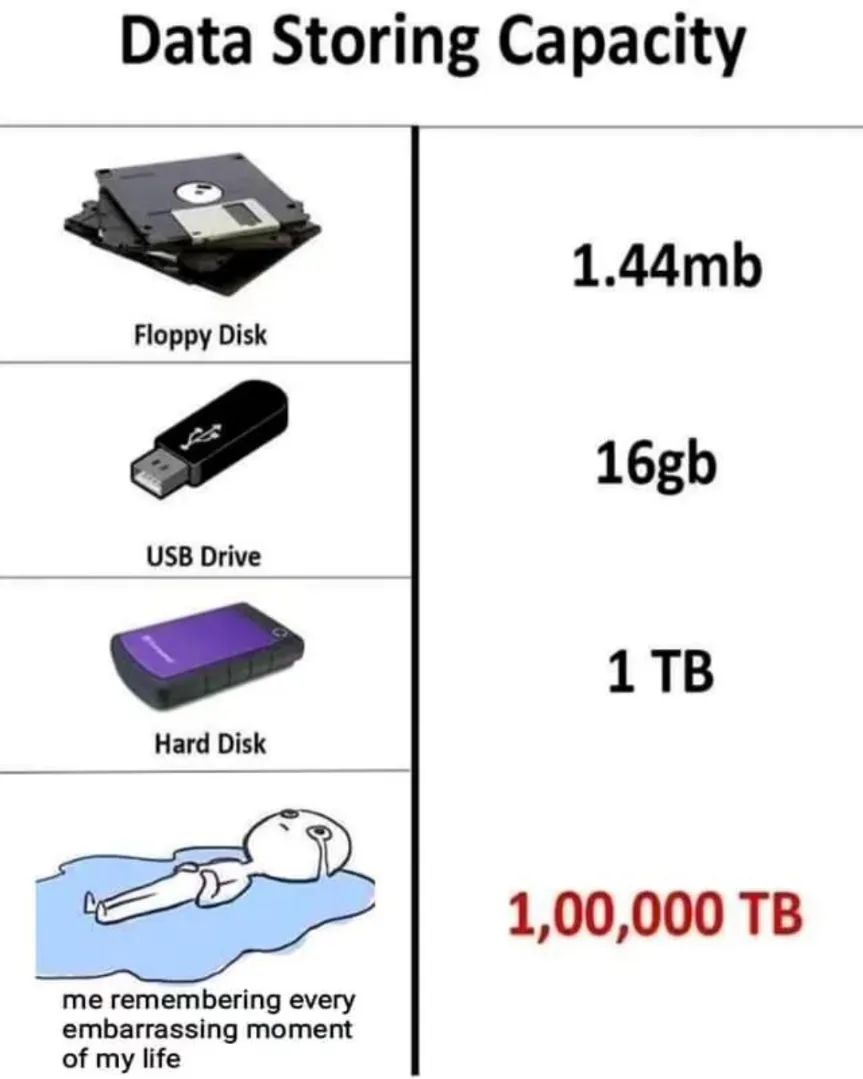 Data Storing Capacity
Floppy Disk
1.44mb
USB Drive
16gb
Hard Disk
1 TB
me remembering every
embarrassing moment
of my life
1,00,000 TB